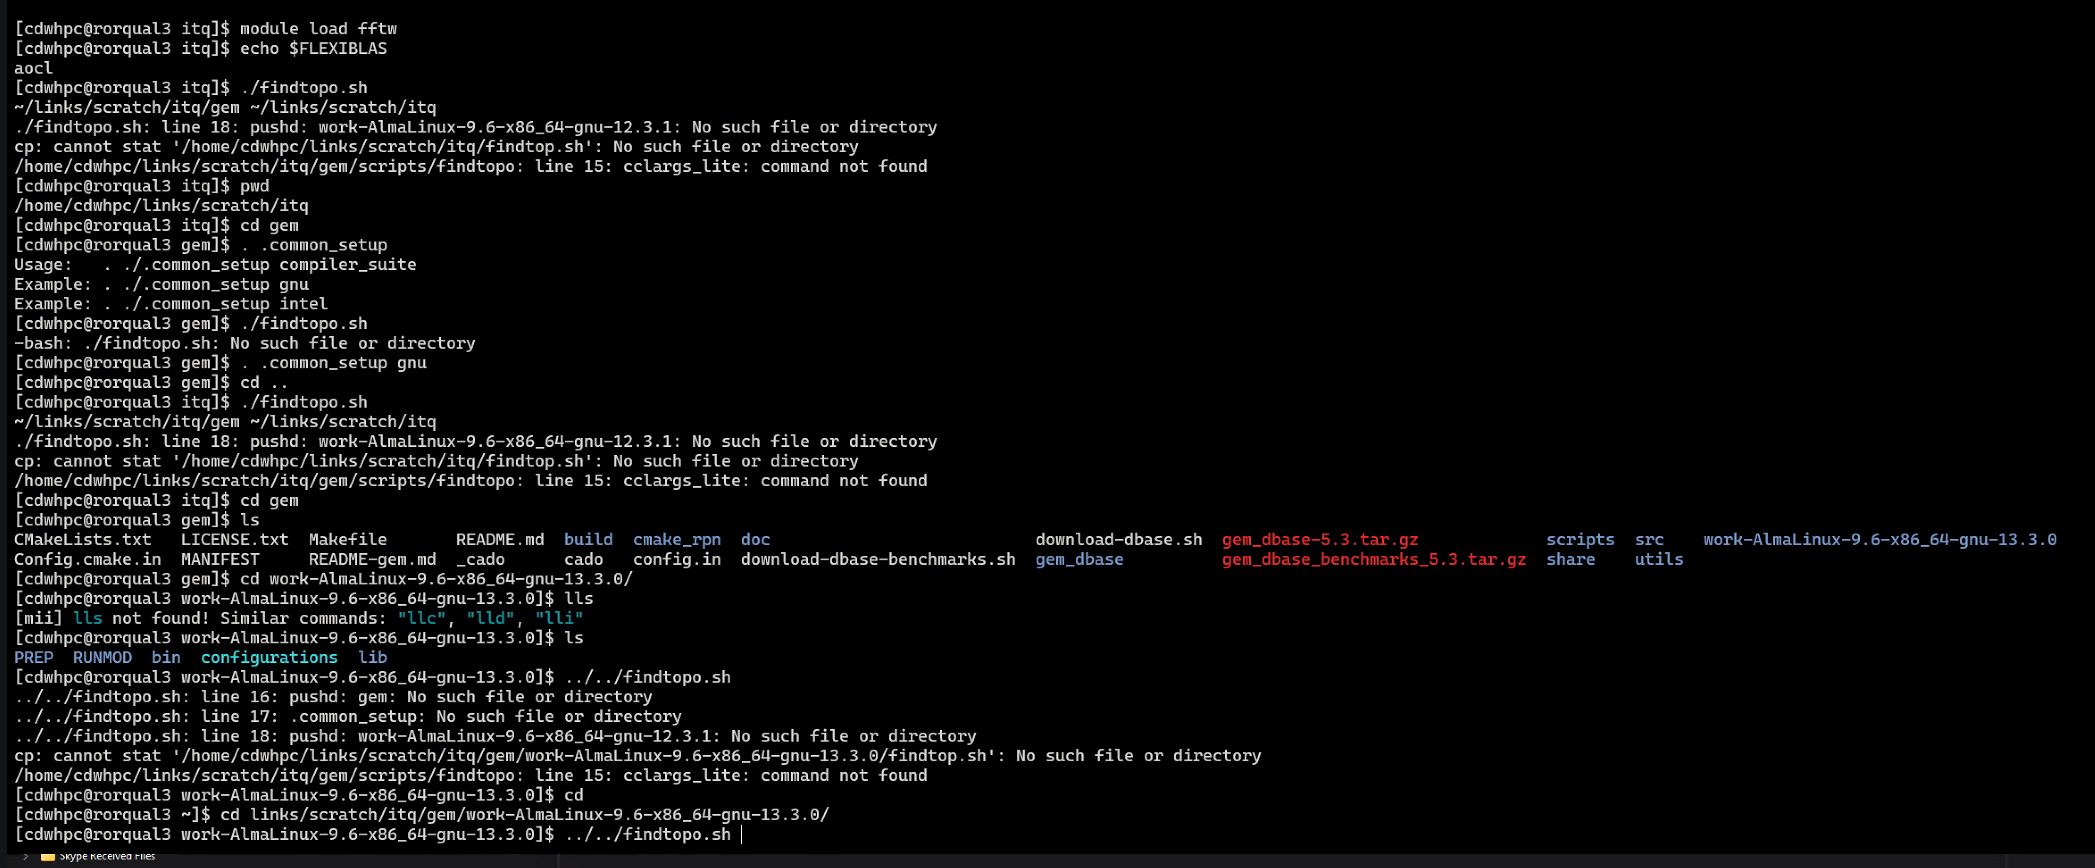 [cdwhpc@rorqual3 itq]$ module load fftw
[cdwhpc@rorqual3 itq]$ echo $FLEXIBLAS
aocl
[cdwhpc@rorqual3 itq]$ ./findtopo.sh
~/links/scratch/itq/gem ~/links/scratch/itq
./findtopo.sh: line 18: pushd: work-AlmaLinux-9.6-x86_64-gnu-12.3.1: No such file or directory
cp: cannot stat '/home/cdwhpc/links/scratch/itq/findtop.sh': No such file or directory
/home/cdwhpc/links/scratch/itq/gem/scripts/findtopo: line 15: cclargs_lite: command not found
[cdwhpc@rorqual3 itq]$ pwd
/home/cdwhpc/links/scratch/itq
[cdwhpc@rorqual3 itq]$ cd gem
[cdwhpc@rorqual3 gem]$ . .common_setup
Usage:   . ./.common_setup compiler_suite
Example: . ./.common_setup gnu
Example: . ./.common_setup intel
[cdwhpc@rorqual3 gem]$ ./findtopo.sh
-bash: ./findtopo.sh: No such file or directory
[cdwhpc@rorqual3 gem]$ . .common_setup gnu
[cdwhpc@rorqual3 gem]$ cd ..
[cdwhpc@rorqual3 itq]$ ./findtopo.sh
~/links/scratch/itq/gem ~/links/scratch/itq
./findtopo.sh: line 18: pushd: work-AlmaLinux-9.6-x86_64-gnu-12.3.1: No such file or directory
cp: cannot stat '/home/cdwhpc/links/scratch/itq/findtop.sh': No such file or directory
/home/cdwhpc/links/scratch/itq/gem/scripts/findtopo: line 15: cclargs_lite: command not found
[cdwhpc@rorqual3 itq]$ cd gem
[cdwhpc@rorqual3 gem]$ ls
CMakeLists.txt  LICENSE.txt  Makefile       README.md  build  cmake_rpn  doc                           download-dbase.sh  gem_dbase-5.3.tar.gz             scripts  src    work-AlmaLinux-9.6-x86_64-gnu-13.3.0
Config.cmake.in  MANIFEST     README-gem.md  _cado      cado   config.in  download-dbase-benchmarks.sh  gem_dbase          gem_dbase_benchmarks_5.3.tar.gz  share    utils
[cdwhpc@rorqual3 gem]$ cd work-AlmaLinux-9.6-x86_64-gnu-13.3.0/
[cdwhpc@rorqual3 work-AlmaLinux-9.6-x86_64-gnu-13.3.0]$ lls
[mii] lls not found! Similar commands: "llc", "lld", "lli"
[cdwhpc@rorqual3 work-AlmaLinux-9.6-x86_64-gnu-13.3.0]$ ls
PREP  RUNMOD  bin  configurations  lib
[cdwhpc@rorqual3 work-AlmaLinux-9.6-x86_64-gnu-13.3.0]$ ../../findtopo.sh
../../findtopo.sh: line 16: pushd: gem: No such file or directory
../../findtopo.sh: line 17: .common_setup: No such file or directory
../../findtopo.sh: line 18: pushd: work-AlmaLinux-9.6-x86_64-gnu-12.3.1: No such file or directory
cp: cannot stat '/home/cdwhpc/links/scratch/itq/gem/work-AlmaLinux-9.6-x86_64-gnu-13.3.0/findtop.sh': No such file or directory
/home/cdwhpc/links/scratch/itq/gem/scripts/findtopo: line 15: cclargs_lite: command not found
[cdwhpc@rorqual3 work-AlmaLinux-9.6-x86_64-gnu-13.3.0]$ cd
[cdwhpc@rorqual3 ~]$ cd links/scratch/itq/gem/work-AlmaLinux-9.6-x86_64-gnu-13.3.0/
[cdwhpc@rorqual3 work-AlmaLinux-9.6-x86_64-gnu-13.3.0]$ ../../findtopo.sh
Skype Received Files